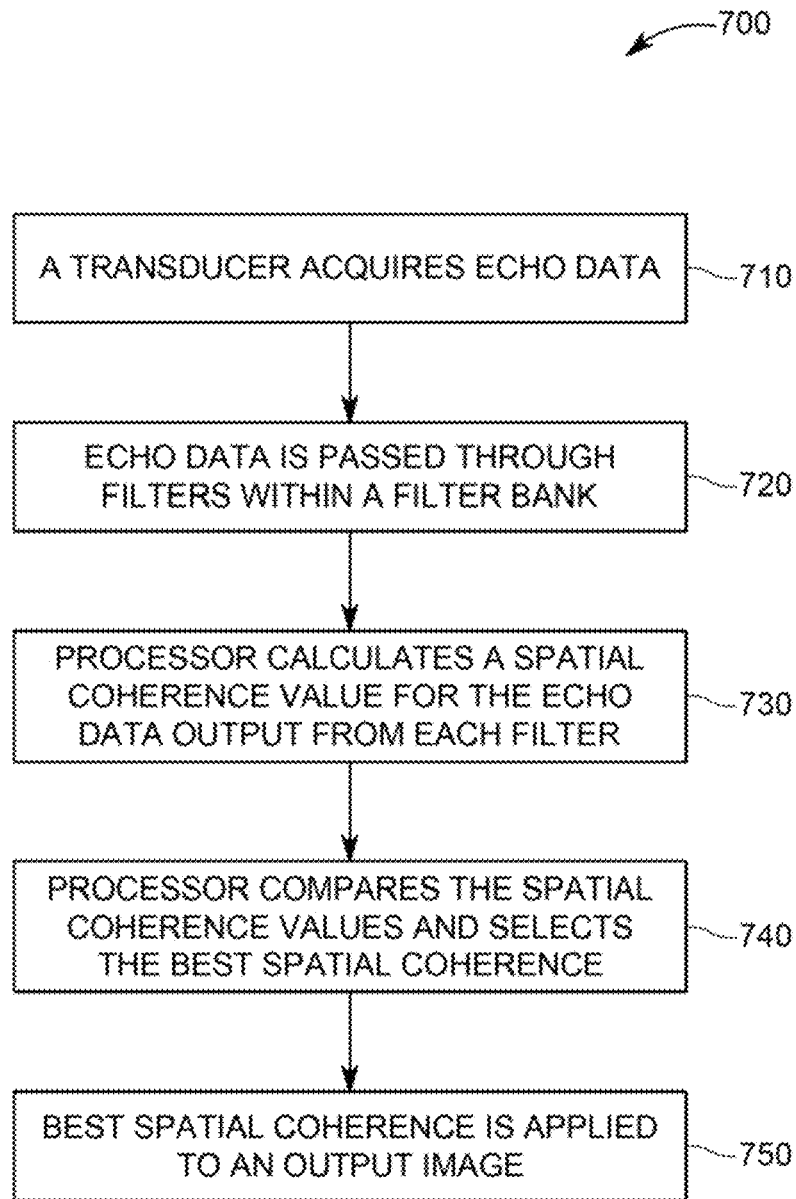 700
A TRANSDUCER ACQUIRES ECHO DATA
710
ECHO DATA IS PASSED THROUGH
FILTERS WITHIN A FILTER BANK
720
PROCESSOR CALCULATES A SPATIAL
COHERENCE VALUE FOR THE ECHO
DATA OUTPUT FROM EACH FILTER
730
PROCESSOR COMPARES THE SPATIAL
COHERENCE VALUES AND SELECTS
THE BEST SPATIAL COHERENCE
740
BEST SPATIAL COHERENCE IS APPLIED
TO AN OUTPUT IMAGE
750